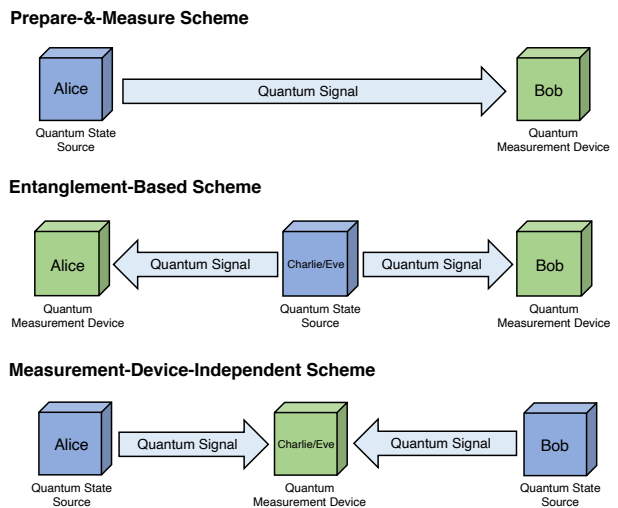 Prepare-&-Measure Scheme
Alice
Quantum Signal
Bob
Quantum State
Source
Quantum
Measurement Device
Entanglement-Based Scheme
Alice
Quantum Signal
Charlie/Eve
Quantum Signal
Bob
Quantum
Measurement Device
Quantum State
Source
Quantum
Measurement Device
Measurement-Device-Independent Scheme
Alice
Quantum Signal
Charlie/Eve
Quantum Signal
Bob
Quantum State
Source
Quantum
Measurement Device
Quantum State
Source